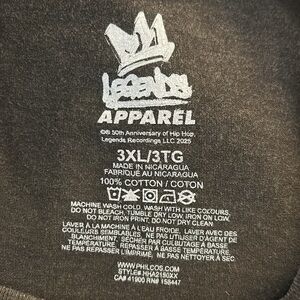 LEGENDS
APPAREL
©® 50th Anniversary of Hip Hop,
Legends Recordings LLC 2025
3XL/3TG
MADE IN NICARAGUA
FABRIQUÉ AU NICARAGUA
100% COTTON / COTON
MACHINE WASH COLD. WASH WITH LIKE COLOURS.
DO NOT BLEACH. TUMBLE DRY LOW. IRON ON LOW.
DO NOT IRON PRINT. DO NOT DRY CLEAN.
LAVER À LA MACHINE À L'EAU FROIDE. LAVER AVEC DES
COULEURS SEMBLABLES. N'UTILISER PAS D'AGENT DE
BLANCHIMENT. SÉCHER PAR CULBUTAGE À BASSE
TEMPÉRATURE. REPASSER À BASSE TEMPÉRATURE.
NE PAS REPASSER L'IMPRIMÉ. NE PAS NETTOYER À SEC.
WWW.PHILCOS.COM
STYLE# HHA2150XX
CA# 41900 RN# 158447